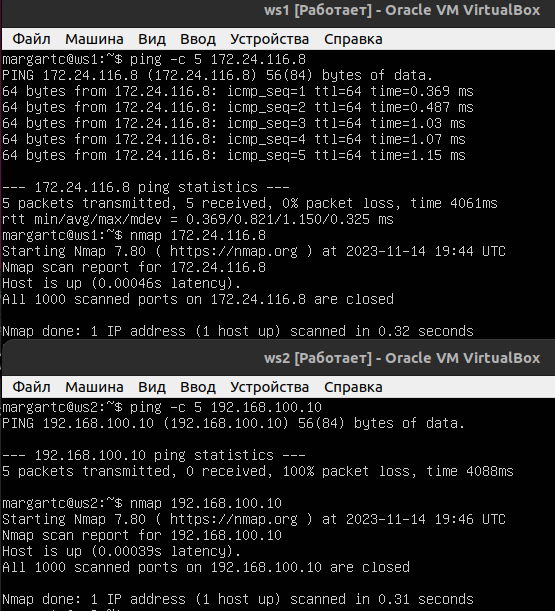 ws1 [Работает] - Oracle VM VirtualBox
Файл Машина Вид Ввод Устройства Справка
margartc@ws1:~$ ping -c 5 172.24.116.8
PING 172.24.116.8 (172.24.116.8) 56(84) bytes of data.
64 bytes from 172.24.116.8: icmp_seq=1 ttl=64 time=0.369 ms
64 bytes from 172.24.116.8: icmp_seq=2 ttl=64 time=0.487 ms
64 bytes from 172.24.116.8: icmp_seq=3 ttl=64 time=1.03 ms
64 bytes from 172.24.116.8: icmp_seq=4 ttl=64 time=1.07 ms
64 bytes from 172.24.116.8: icmp_seq=5 ttl=64 time=1.15 ms
--- 172.24.116.8 ping statistics ---
5 packets transmitted, 5 received, 0% packet loss, time 4061ms
rtt min/avg/max/mdev = 0.369/0.821/1.150/0.325 ms
margartc@ws1:~$ nmap 172.24.116.8
Starting Nmap 7.80 ( https://nmap.org ) at 2023-11-14 19:44 UTC
Nmap scan report for 172.24.116.8
Host is up (0.00046s latency).
All 1000 scanned ports on 172.24.116.8 are closed
Nmap done: 1 IP address (1 host up) scanned in 0.32 seconds
ws2 [Работает] - Oracle VM VirtualBox
Файл Машина Вид Ввод Устройства Справка
margartc@ws2:~$ ping -c 5 192.168.100.10
PING 192.168.100.10 (192.168.100.10) 56(84) bytes of data.
--- 192.168.100.10 ping statistics ---
5 packets transmitted, 0 received, 100% packet loss, time 4088ms
margartc@ws2:~$ nmap 192.168.100.10
Starting Nmap 7.80 ( https://nmap.org ) at 2023-11-14 19:46 UTC
Nmap scan report for 192.168.100.10
Host is up (0.00039s latency).
All 1000 scanned ports on 192.168.100.10 are closed
Nmap done: 1 IP address (1 host up) scanned in 0.31 seconds